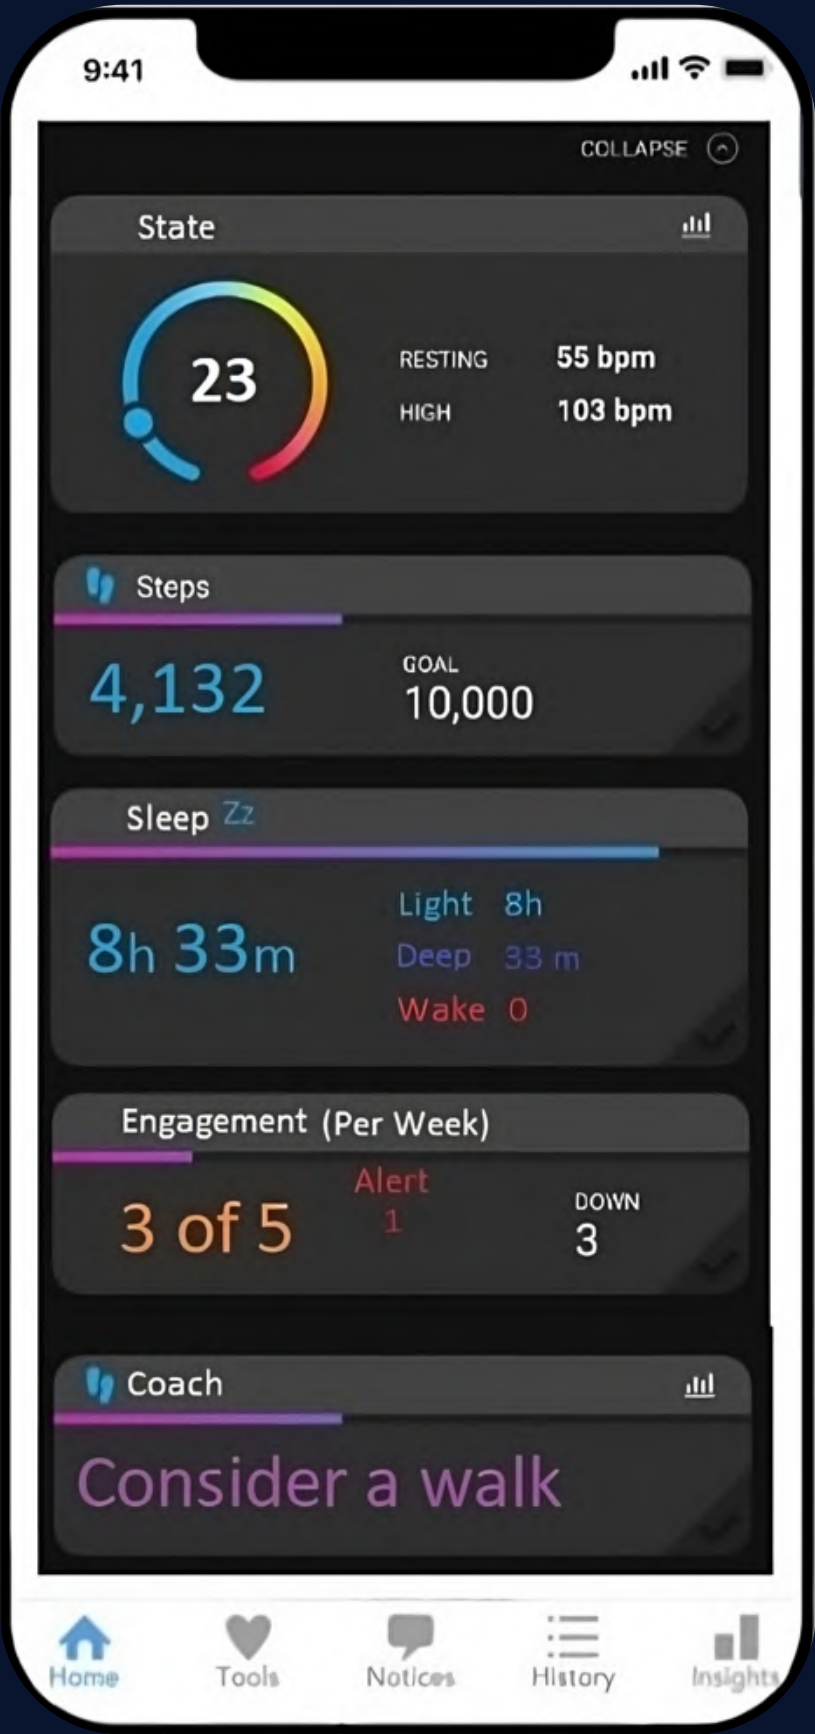 9:41
COLLAPSE
State
23
RESTING 55 bpm
HIGH 103 bpm
Steps
4,132
GOAL
10,000
Sleep Zz
8h 33m
Light 8h
Deep 33 m
Wake 0
Engagement (Per Week)
3 of 5
Alert
1
DOWN
3
Coach
Consider a walk
Home Tools Notices History Insights